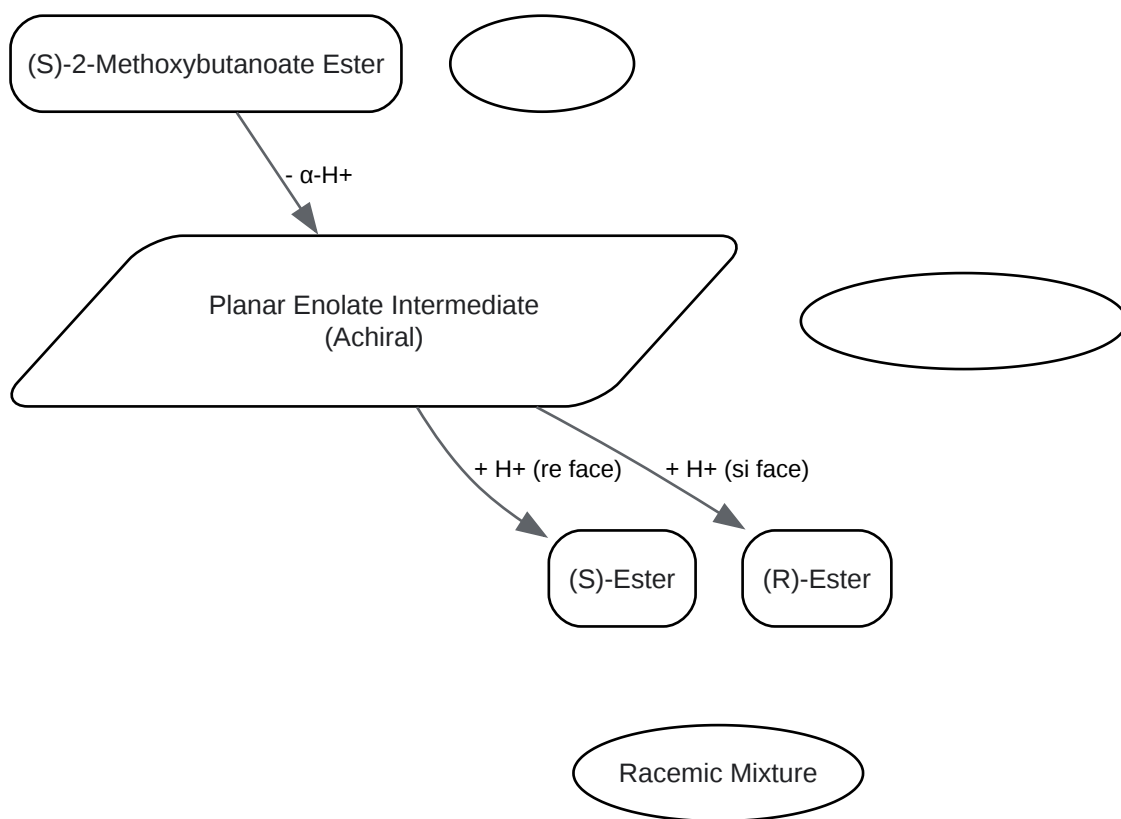 (S)-2-Methoxybutanoate Ester
- α-H+
Planar Enolate Intermediate
(Achiral)
+ H+ (re face)
+ H+ (si face)
(S)-Ester
(R)-Ester
Racemic Mixture